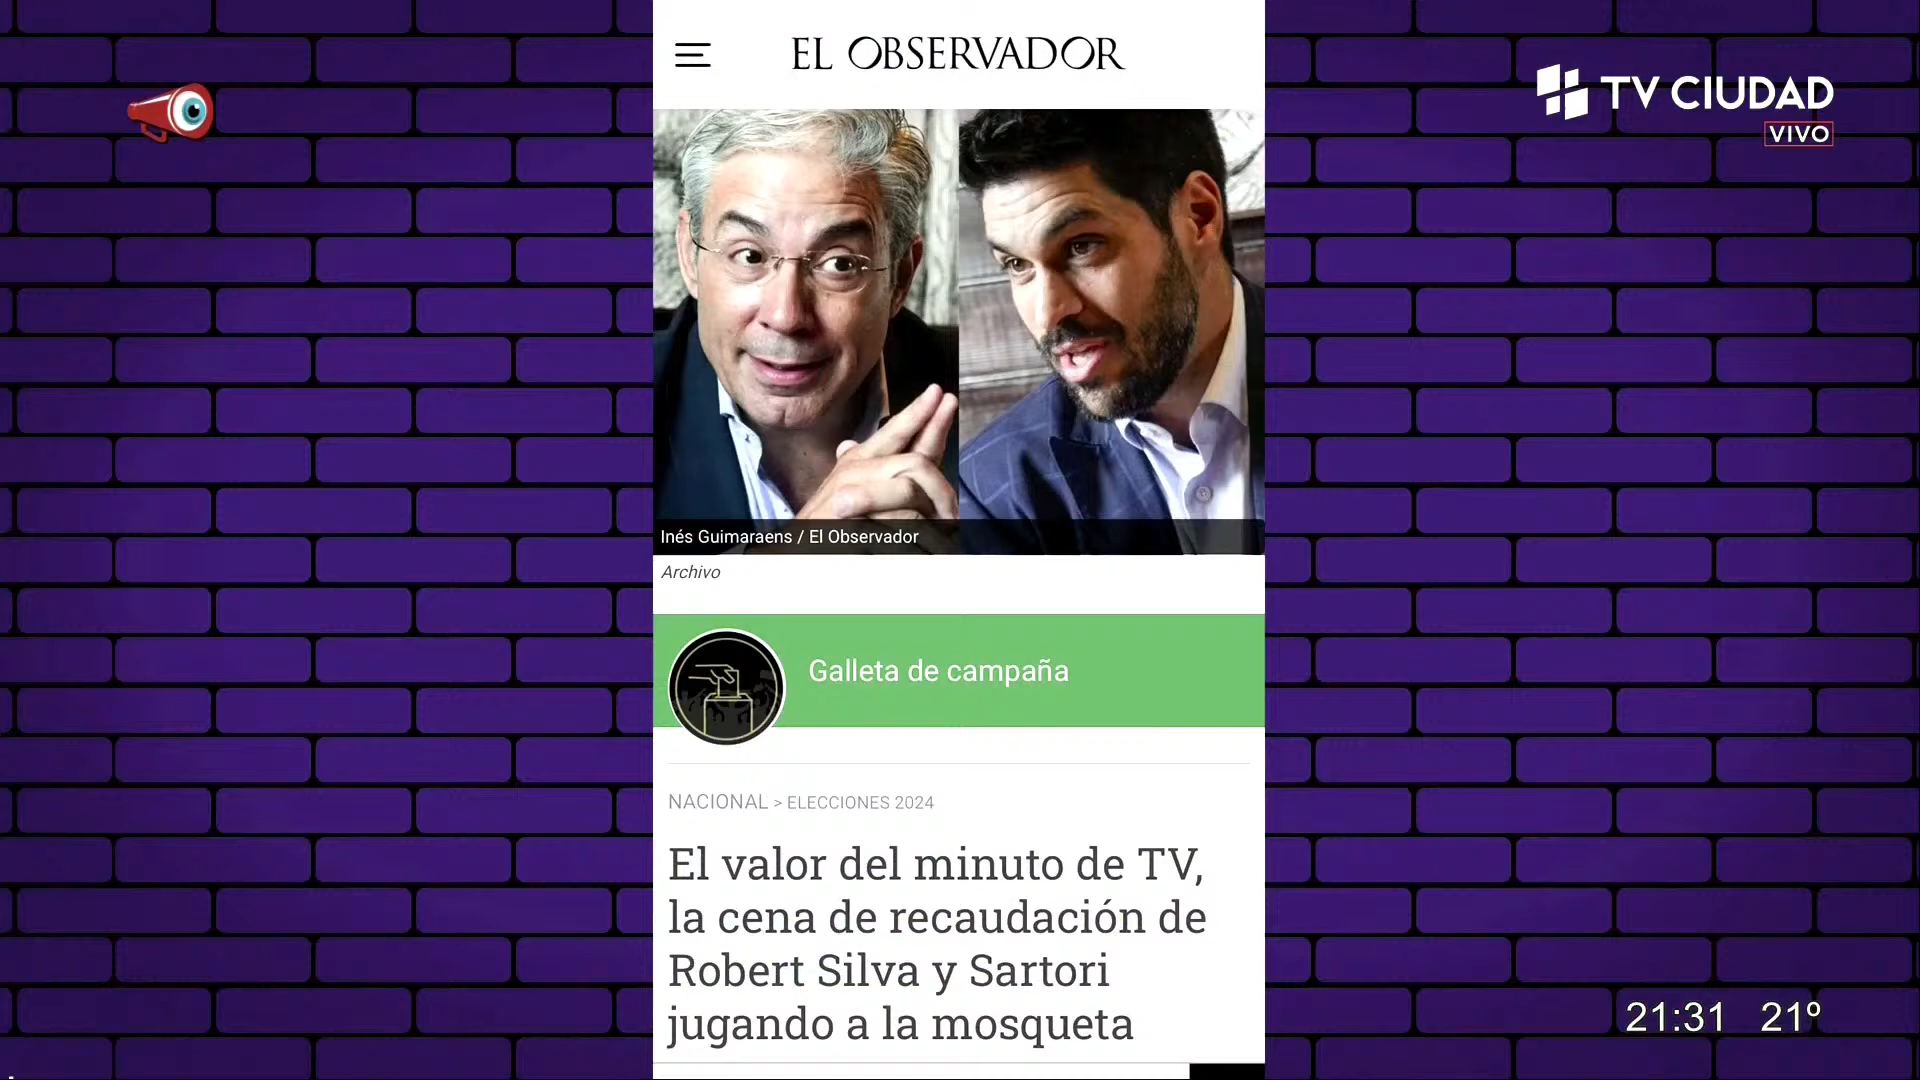 EL OBSERVADOR
TV CIUDAD
VIVO
Inés Guimaraens / El Observador
Archivo
Galleta de campaña
NACIONAL > ELECCIONES 2024
El valor del minuto de TV,
la cena de recaudación de
Robert Silva y Sartori
jugando a la mosqueta
21:31 21º